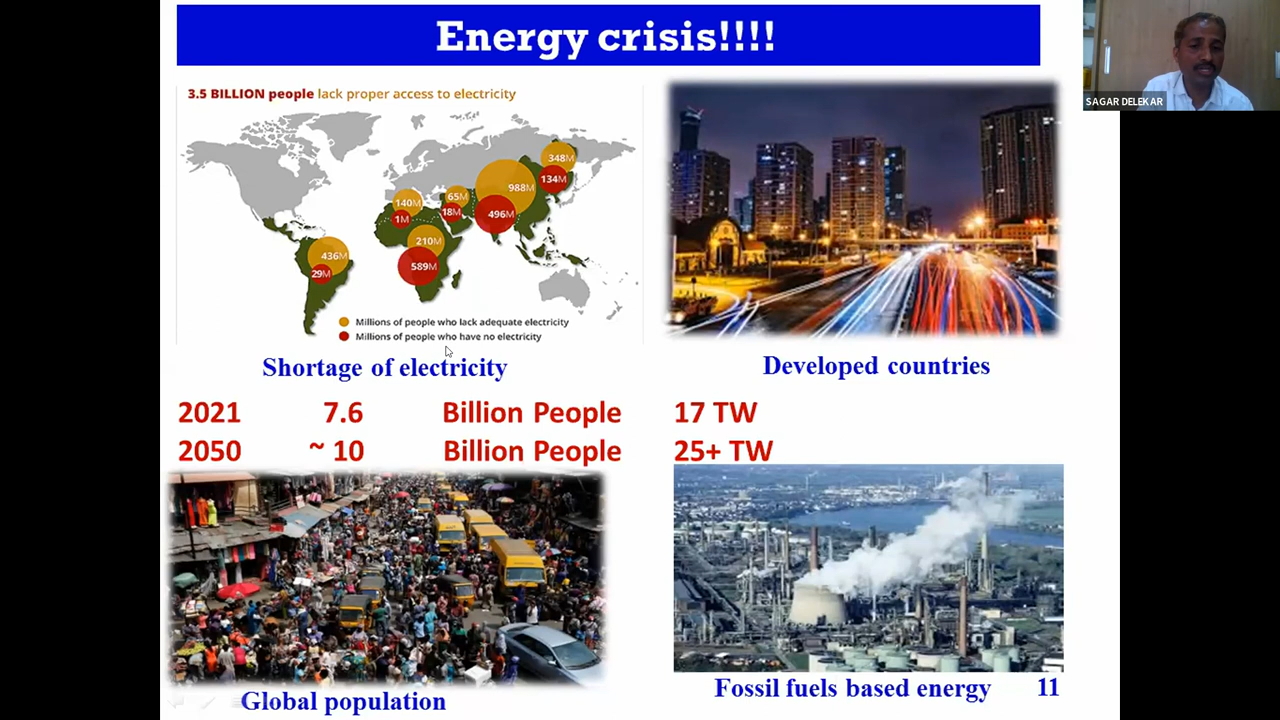 Energy crisis!!!!
SAGAR DELEKAR
3.5 BILLION people lack proper access to electricity
348M
134M
988M
496M
65M
18M
140M
1M
210M
589M
436M
29M
Millions of people who lack adequate electricity
Millions of people who have no electricity
Shortage of electricity
Developed countries
2021 7.6 Billion People 17 TW
2050 ~ 10 Billion People 25+ TW
Global population
Fossil fuels based energy 11